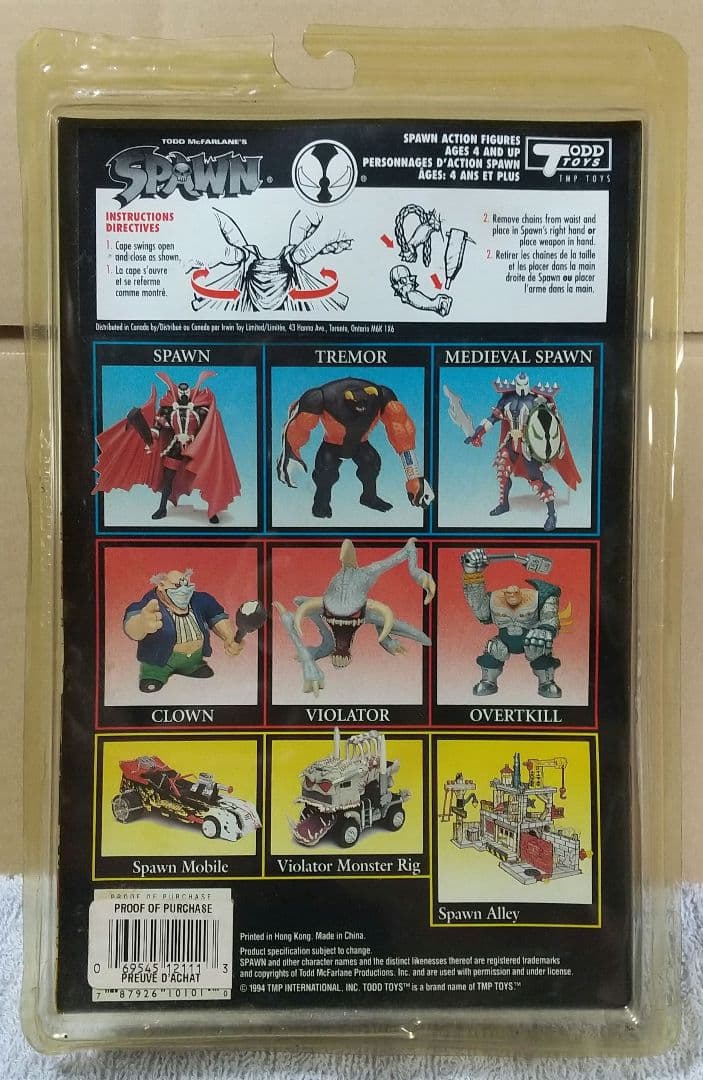 TODD McFARLANE'S
SPAWN®
®
SPAWN ACTION FIGURES
AGES 4 AND UP
PERSONNAGES D'ACTION SPAWN
ÂGES: 4 ANS ET PLUS
TODD
TOYS
TMP TOYS
INSTRUCTIONS
DIRECTIVES
1. Cape swings open
and close as shown.
1. La cape s'ouvre
et se referme
comme montré.
2. Remove chains from waist and
place in Spawn's right hand or
place weapon in hand.
2. Retirer les chaînes de la taille
et les placer dans la main
droite de Spawn ou placer
l'arme dans la main.
Distributed in Canada by/Distribué au Canada par Irwin Toy Limited/Limitée, 43 Hanna Ave., Toronto, Ontario M6K 1X6
SPAWN
TREMOR
MEDIEVAL SPAWN
CLOWN
VIOLATOR
OVERTKILL
Spawn Mobile
Violator Monster Rig
Spawn Alley
PROOF OF PURCHASE
PROOF OF PURCHASE
0 69545 12111 3
PREUVE D'ACHAT
7 87926 10101 0
Printed in Hong Kong. Made in China.
Product specification subject to change.
SPAWN and other character names and the distinct likenesses thereof are registered trademarks
and copyrights of Todd McFarlane Productions, Inc. and are used with permission and under license.
© 1994 TMP INTERNATIONAL, INC. TODD TOYS™ is a brand name of TMP TOYS™